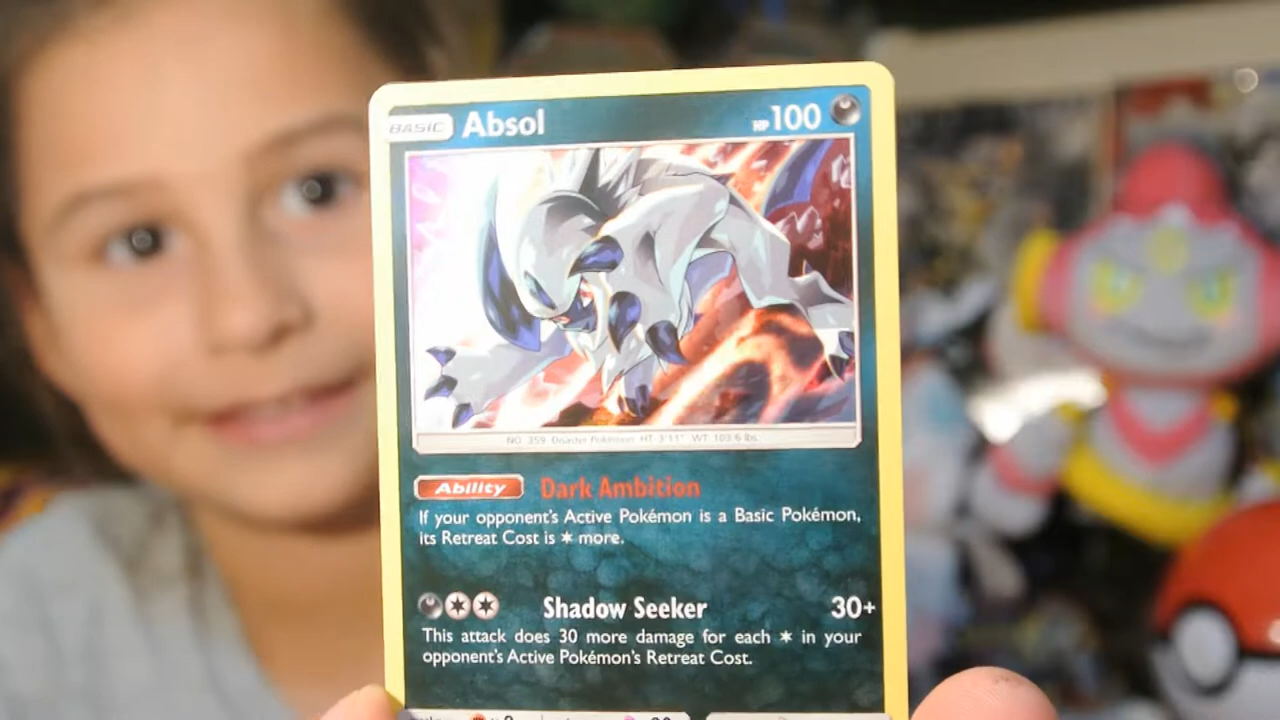 BASIC Absol HP 100
NO. 359 Disaster Pokémon HT: 3'11" WT: 103.6 lbs.
Ability Dark Ambition
If your opponent's Active Pokémon is a Basic Pokémon,
its Retreat Cost is ✶ more.
Shadow Seeker 30+
This attack does 30 more damage for each ✶ in your
opponent's Active Pokémon's Retreat Cost.